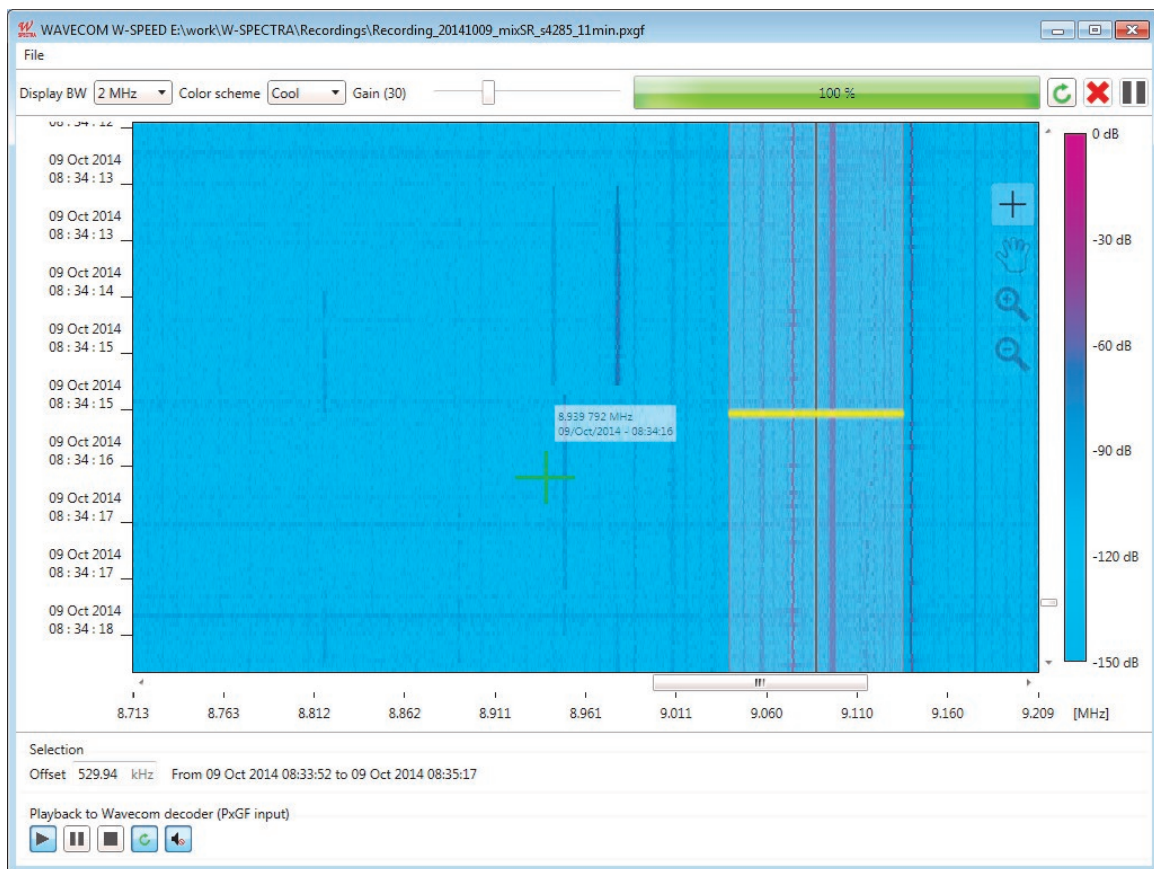 WAVECOM W-SPEED E:\work\W-SPECTRA\Recordings\Recording_20141009_mixSR_s4285_11min.pxgf
File
Display BW 2 MHz Color scheme Cool Gain (30) 100 %
08 : 34 : 12
09 Oct 2014
08 : 34 : 13
09 Oct 2014
08 : 34 : 13
09 Oct 2014
08 : 34 : 14
09 Oct 2014
08 : 34 : 15
09 Oct 2014
08 : 34 : 15
09 Oct 2014
08 : 34 : 16
09 Oct 2014
08 : 34 : 17
09 Oct 2014
08 : 34 : 17
09 Oct 2014
08 : 34 : 18
8,939 792 MHz
09/Oct/2014 - 08:34:16
0 dB
-30 dB
-60 dB
-90 dB
-120 dB
-150 dB
8.713 8.763 8.812 8.862 8.911 8.961 9.011 9.060 9.110 9.160 9.209 [MHz]
Selection
Offset 529.94 kHz From 09 Oct 2014 08:33:52 to 09 Oct 2014 08:35:17
Playback to Wavecom decoder (PxGF input)